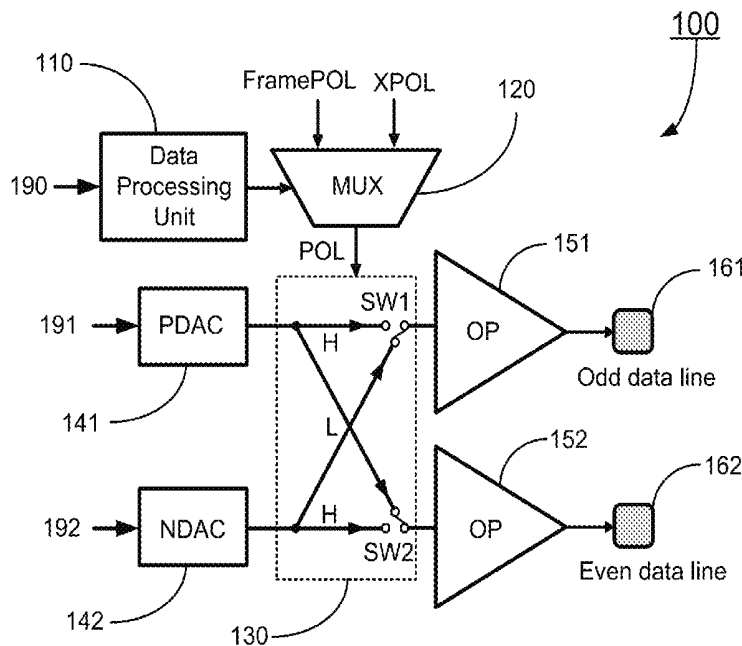 100
110
FramePOL
XPOL
120
190
Data
Processing
Unit
MUX
POL
151
161
SW1
191
PDAC
H
OP
Odd data line
141
L
152
162
192
NDAC
H
SW2
OP
Even data line
142
130